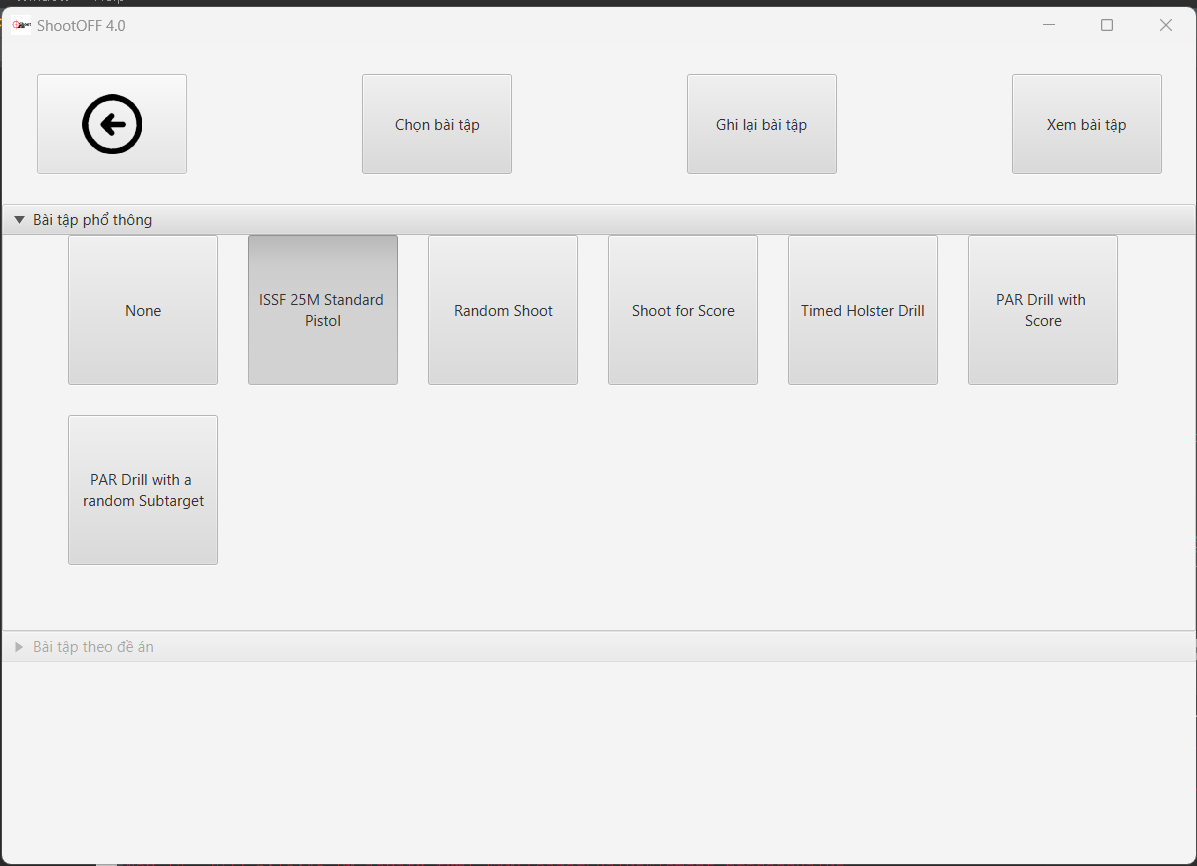 ShootOFF 4.0
Chọn bài tập
Ghi lại bài tập
Xem bài tập
Bài tập phổ thông
None
ISSF 25M Standard
Pistol
Random Shoot
Shoot for Score
Timed Holster Drill
PAR Drill with
Score
PAR Drill with a
random Subtarget
Bài tập theo đề án